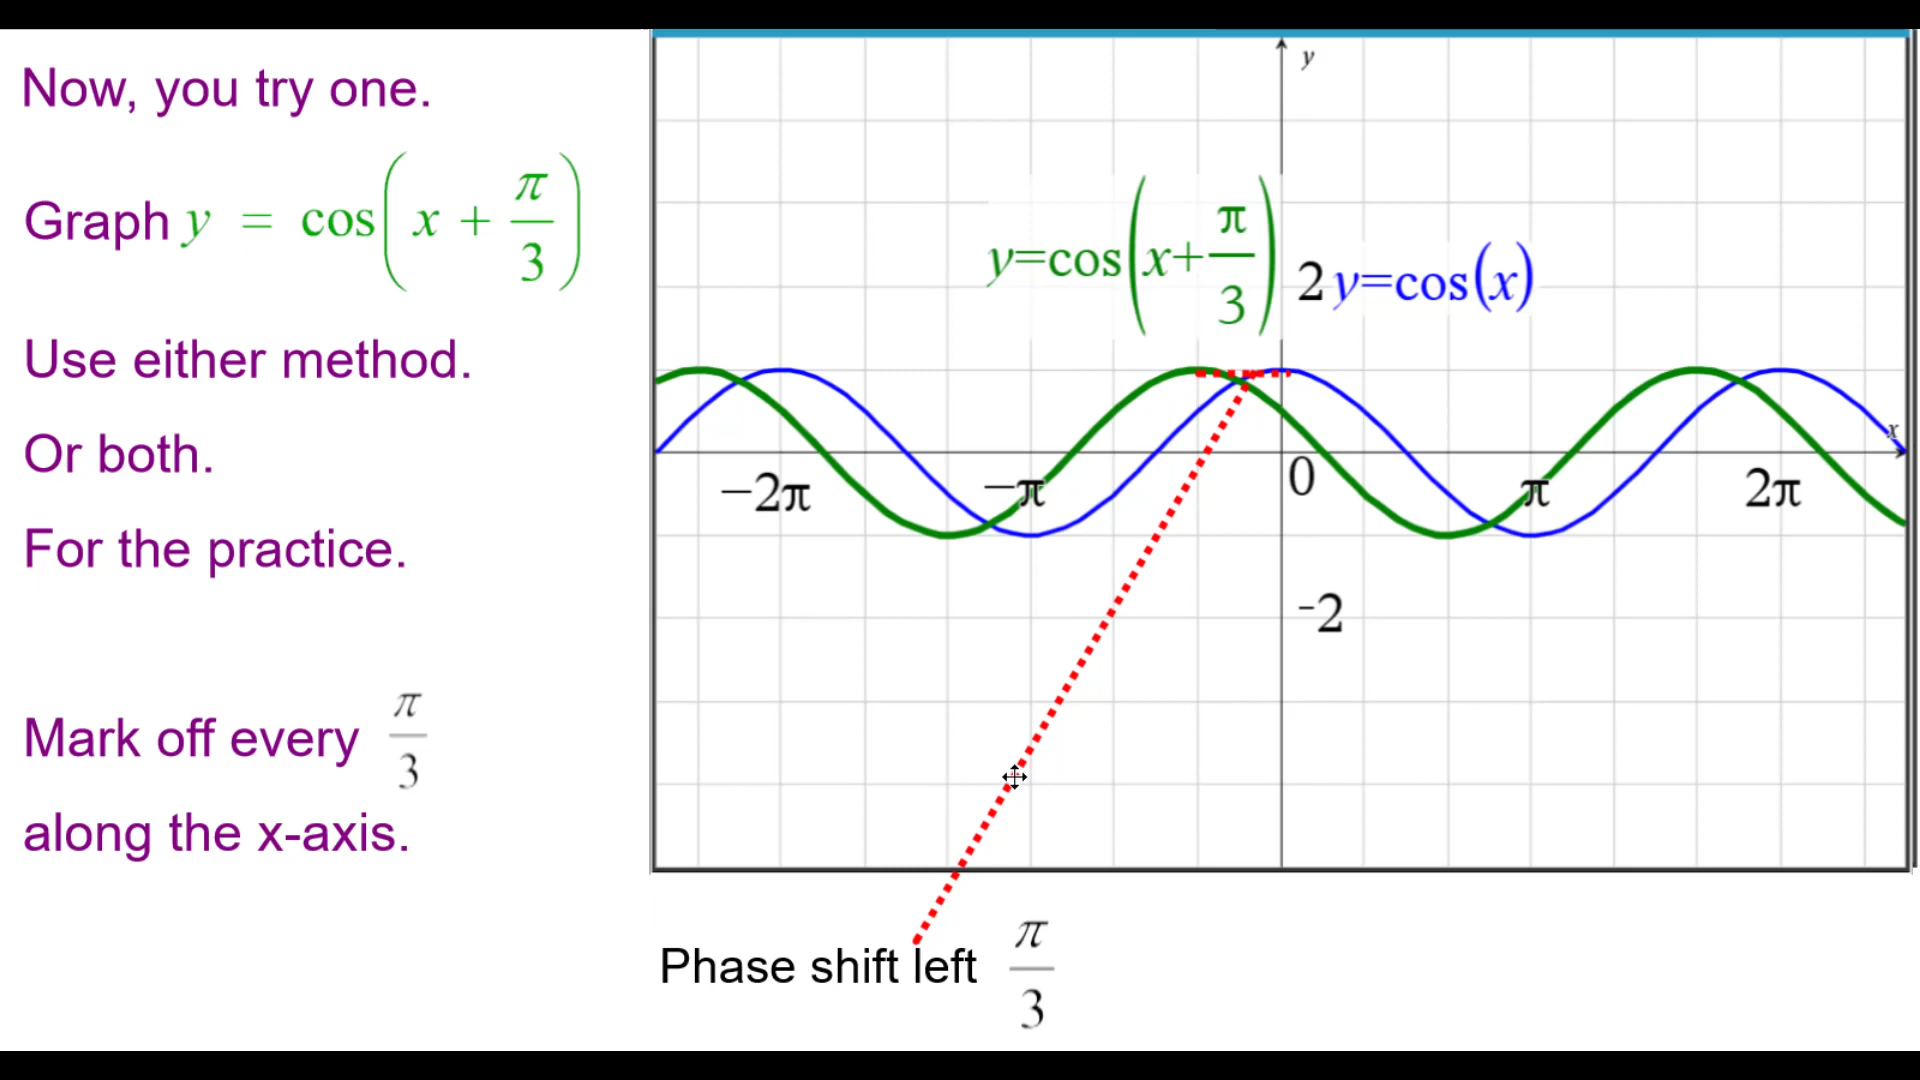 Now, you try one.
Graph y = cos(x + π/3)
Use either method.
Or both.
For the practice.
Mark off every π/3
along the x-axis.
y
y=cos(x+π/3)
2
y=cos(x)
x
−2π
−π
0
π
2π
-2
Phase shift left π/3